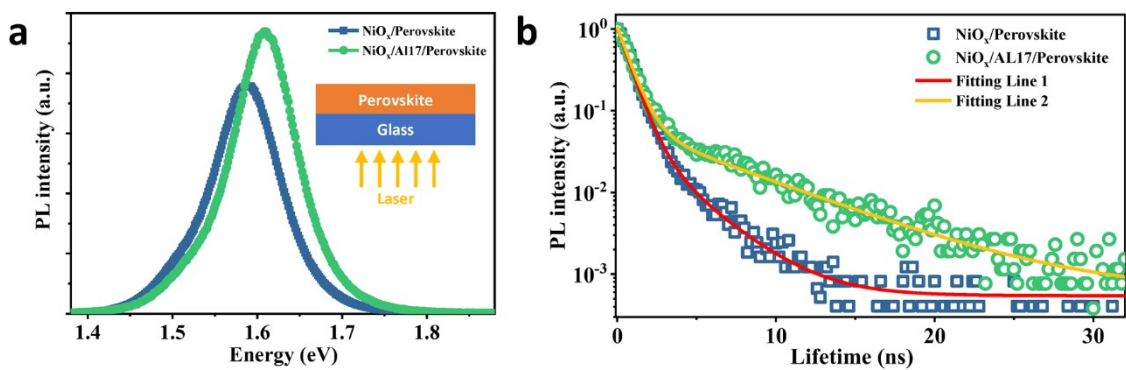 a
NiOx/Perovskite
NiOx/Al17/Perovskite
Perovskite
Glass
Laser
PL intensity (a.u.)
1.4 1.5 1.6 1.7 1.8
Energy (eV)
b
NiOx/Perovskite
NiOx/AL17/Perovskite
Fitting Line 1
Fitting Line 2
PL intensity (a.u.)
10^0
10^-1
10^-2
10^-3
0 10 20 30
Lifetime (ns)